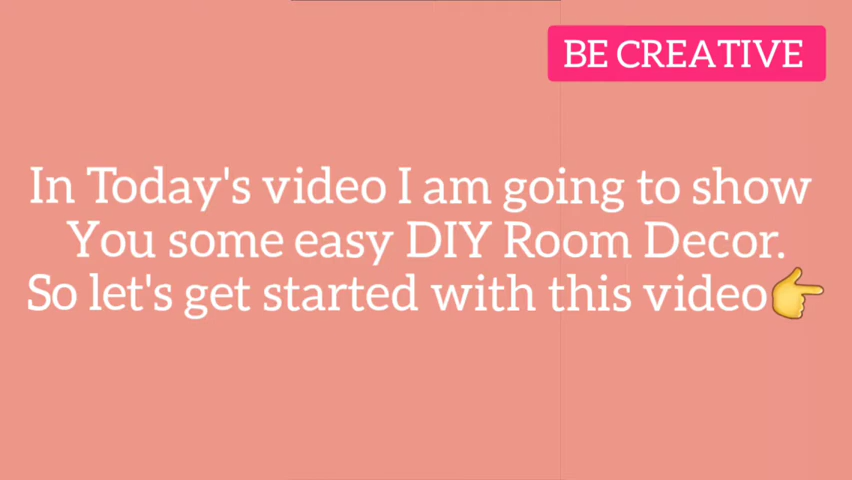 BE CREATIVE
In Today's video I am going to show
You some easy DIY Room Decor.
So let's get started with this video👉